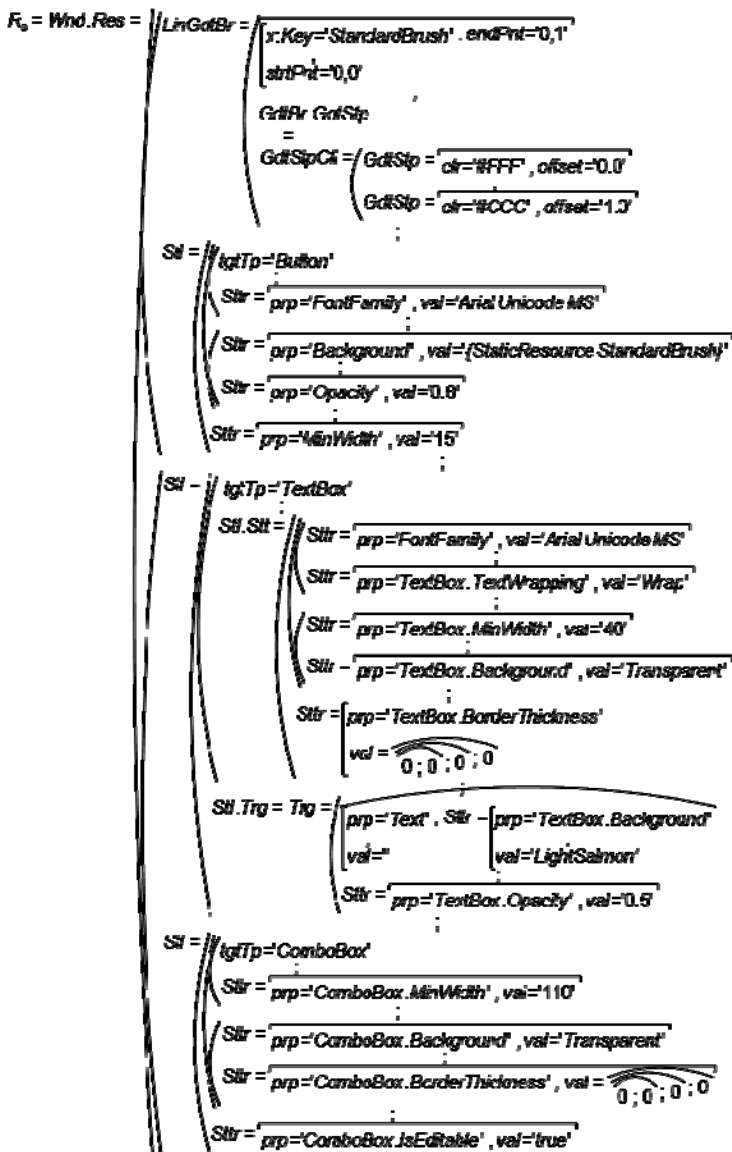 Rₑ = Wnd.Res = LinGdtBr = x:Key='StandardBrush' . endPnt='0,1'
strtPnt='0,0'
,
GdtBr GdtStp
=
GdtStpCll = GdtStp = clr='#FFF' , offset='0.0'
;
GdtStp = clr='#CCC' , offset='1.0'
;
Stl = tgtTp='Button'
;
Sttr = prp='FontFamily' , val='Arial Unicode MS'
;
Sttr = prp='Background' , val='{StaticResource StandardBrush}'
;
Sttr = prp='Opacity' , val='0.8'
;
Sttr = prp='MinWidth' , val='15'
;
Stl = tgtTp='TextBox'
;
Stl.Stt = Sttr = prp='FontFamily' , val='Arial Unicode MS'
;
Sttr = prp='TextBox.TextWrapping' , val='Wrap'
;
Sttr = prp='TextBox.MinWidth' , val='40'
;
Sttr = prp='TextBox.Background' , val='Transparent'
;
Sttr = prp='TextBox.BorderThickness'
val = 0 ; 0 ; 0 ; 0
;
Stl.Trg = Trg = prp='Text' , Sttr = prp='TextBox.Background'
val='' val='LightSalmon'
;
Sttr = prp='TextBox.Opacity' , val='0.5'
;
Stl = tgtTp='ComboBox'
;
Sttr = prp='ComboBox.MinWidth' , val='110'
;
Sttr = prp='ComboBox.Background' , val='Transparent'
;
Sttr = prp='ComboBox.BorderThickness' , val = 0 ; 0 ; 0 ; 0
;
Sttr = prp='ComboBox.IsEditable' , val='true'